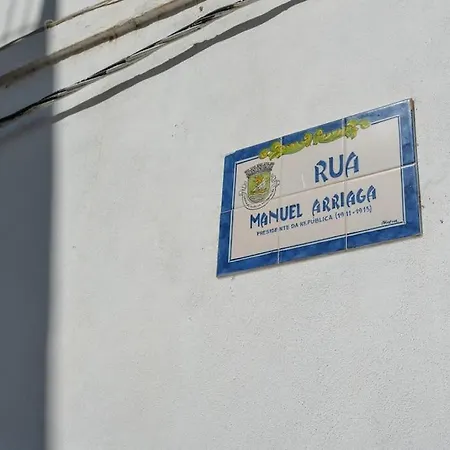 RUA
MANUEL ARRIAGA
PRESIDENTE DA REPÚBLICA (1911-1915)